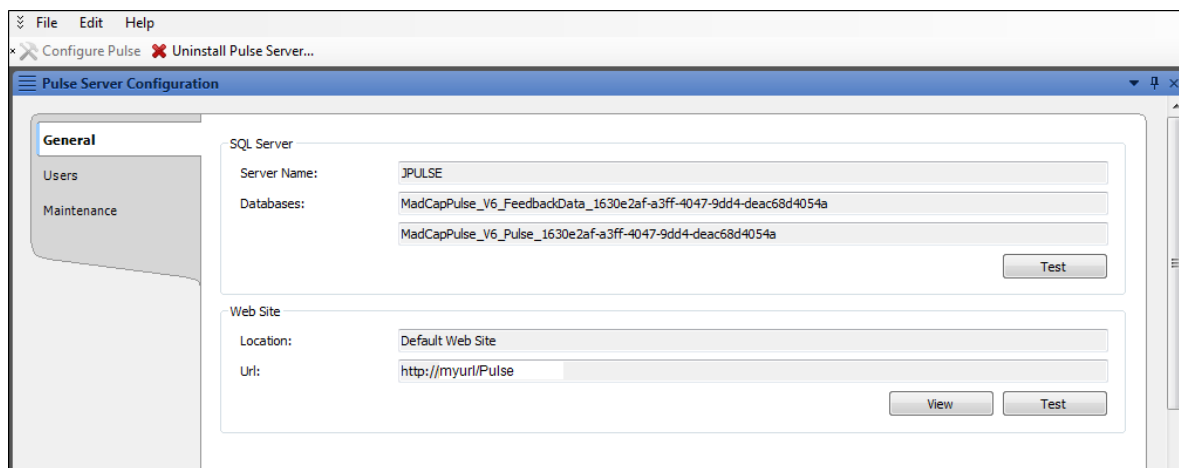 File Edit Help
Configure Pulse Uninstall Pulse Server...
Pulse Server Configuration
General
Users
Maintenance
SQL Server
Server Name: JPULSE
Databases: MadCapPulse_V6_FeedbackData_1630e2af-a3ff-4047-9dd4-deac68d4054a
MadCapPulse_V6_Pulse_1630e2af-a3ff-4047-9dd4-deac68d4054a
Test
Web Site
Location: Default Web Site
Url: http://myurl/Pulse
View Test